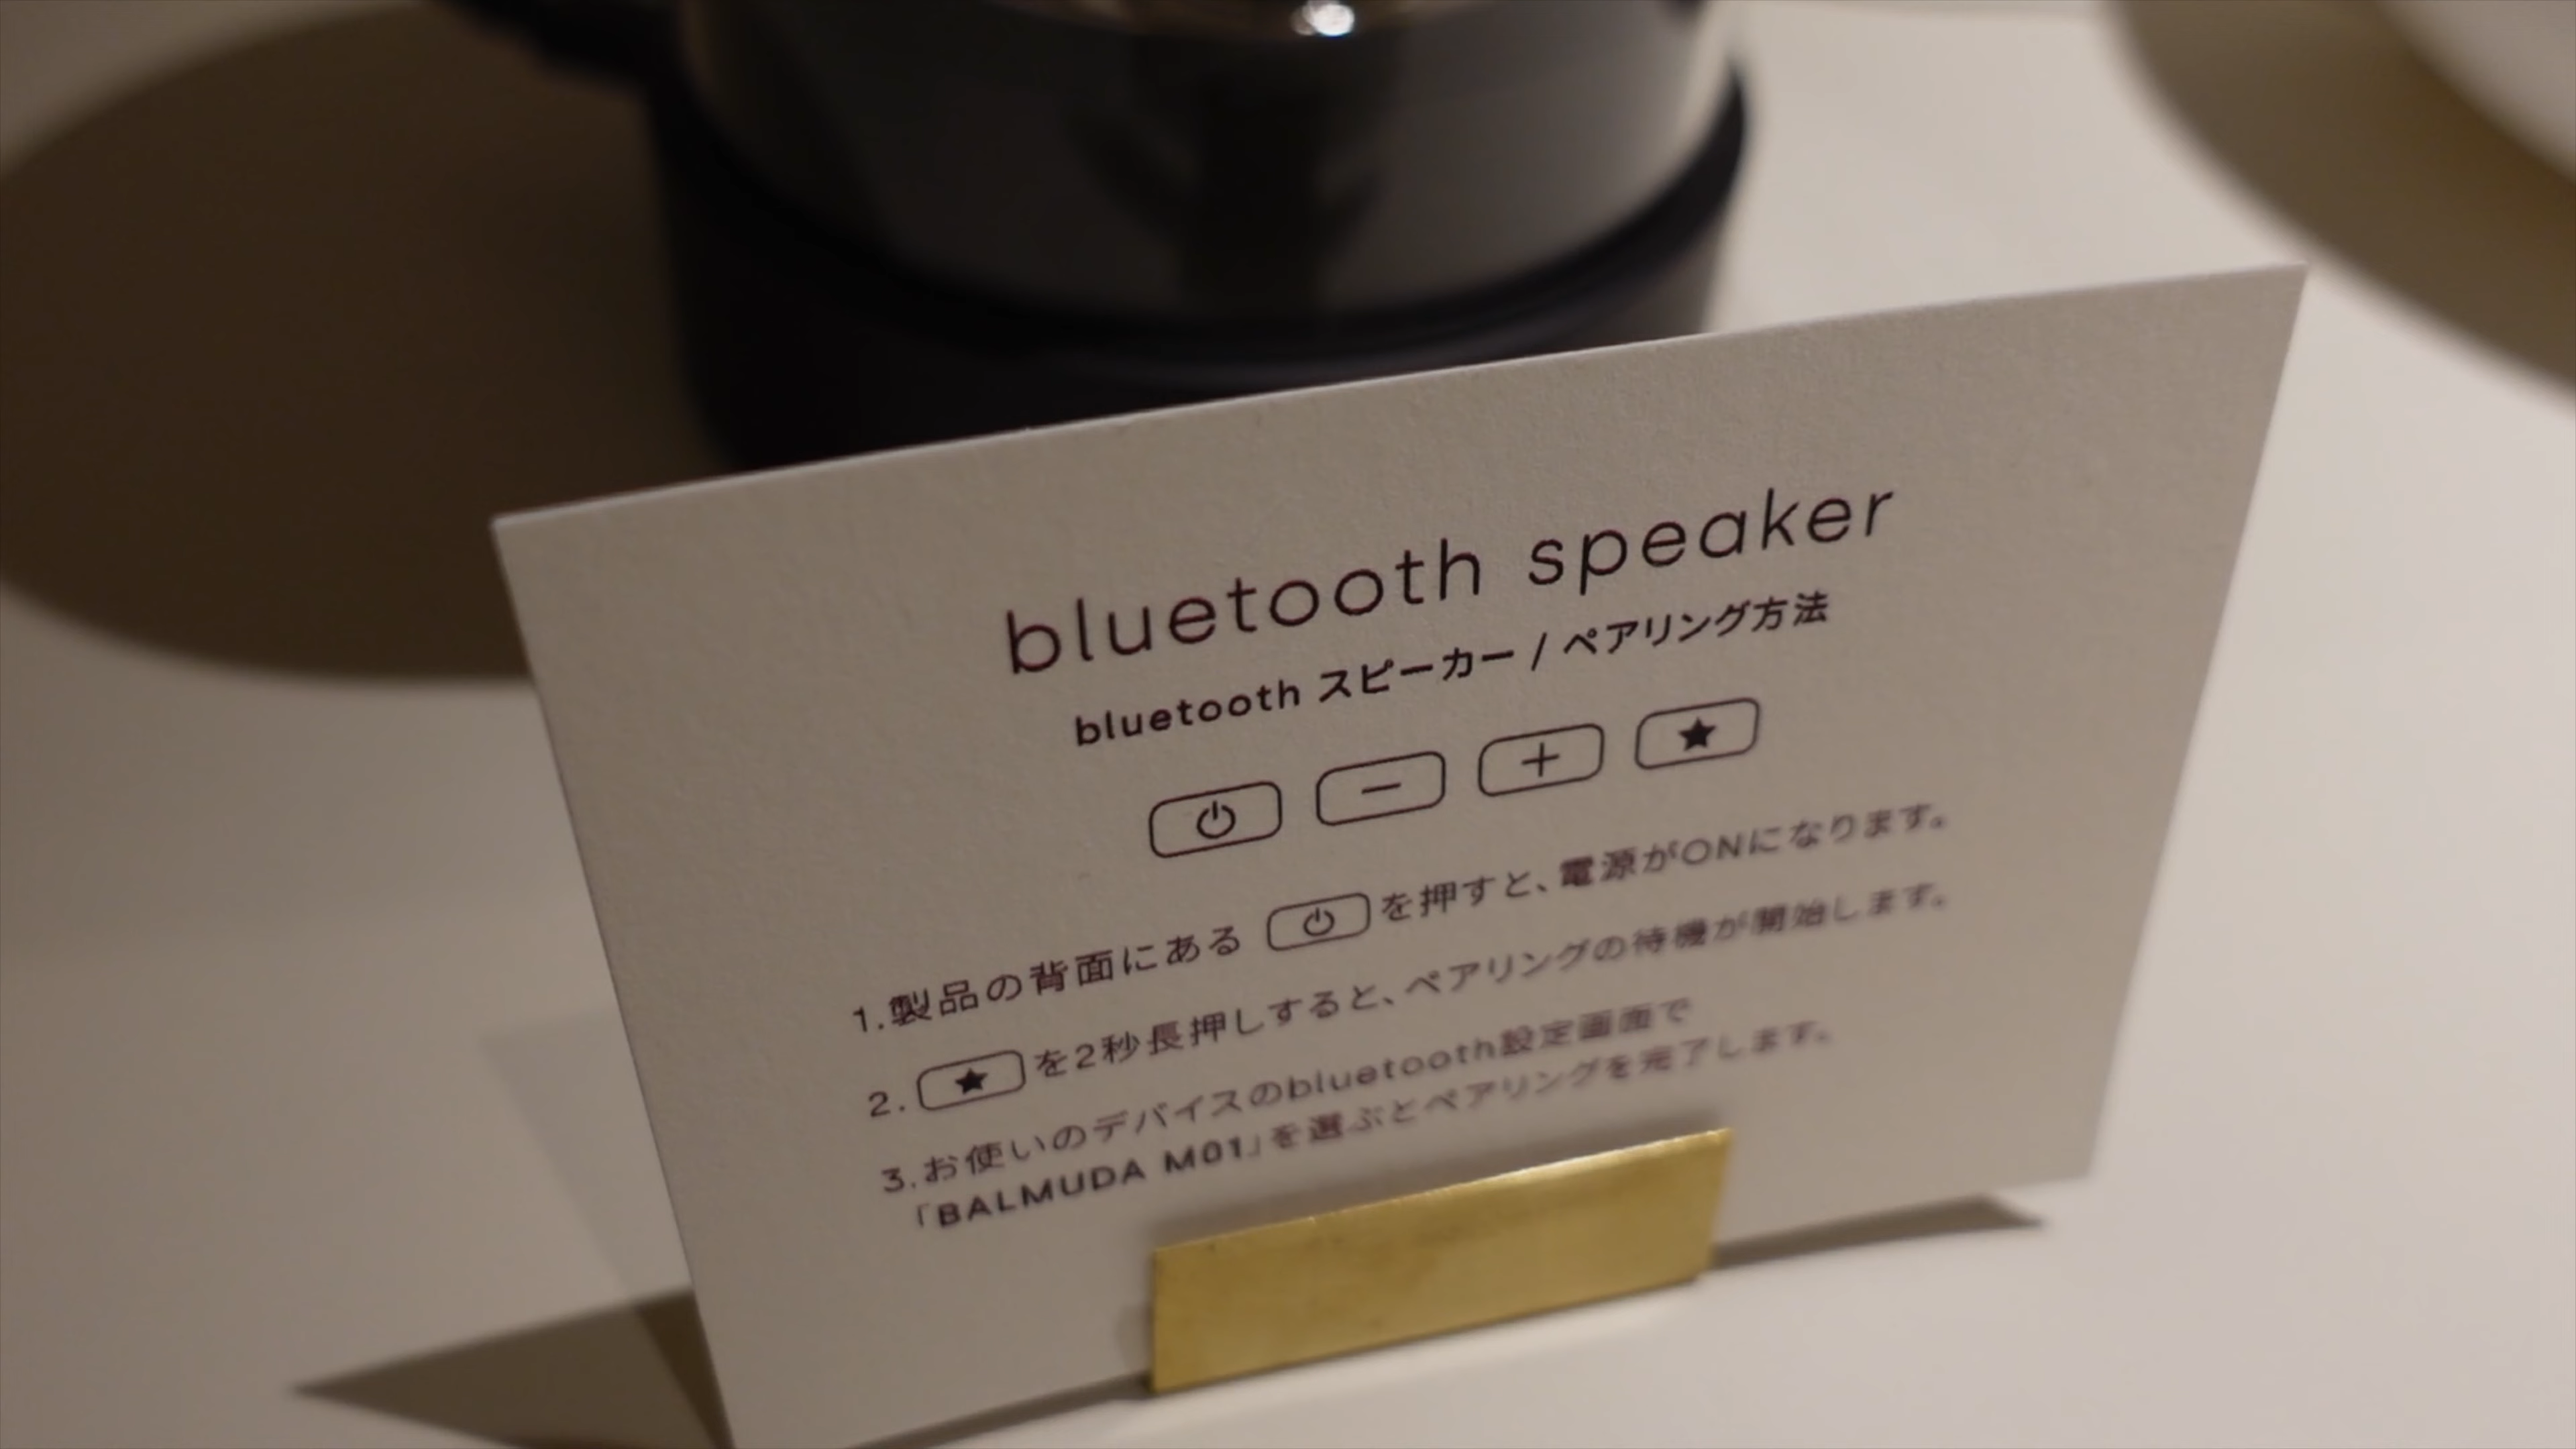 bluetooth speaker
bluetooth スピーカー / ペアリング方法
⏻ − + ★
1.製品の背面にある ⏻ を押すと、電源がONになります。
2. ★ を2秒長押しすると、ペアリングの待機が開始します。
3.お使いのデバイスのbluetooth設定画面で
「BALMUDA M01」を選ぶとペアリングを完了します。